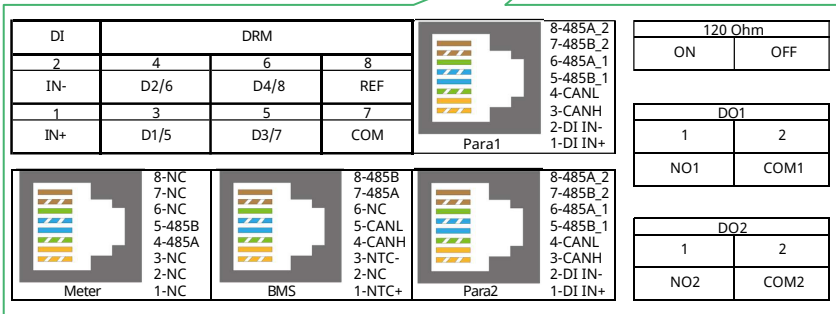 DI DRM
2 4 6 8
IN- D2/6 D4/8 REF
1 3 5 7
IN+ D1/5 D3/7 COM
8-485A_2
7-485B_2
6-485A_1
5-485B_1
4-CANL
3-CANH
2-DI IN-
1-DI IN+
Para1
120 Ohm
ON OFF
DO1
1 2
NO1 COM1
8-NC
7-NC
6-NC
5-485B
4-485A
3-NC
2-NC
1-NC
Meter
8-485B
7-485A
6-NC
5-CANL
4-CANH
3-NTC-
2-NC
1-NTC+
BMS
8-485A_2
7-485B_2
6-485A_1
5-485B_1
4-CANL
3-CANH
2-DI IN-
1-DI IN+
Para2
DO2
1 2
NO2 COM2